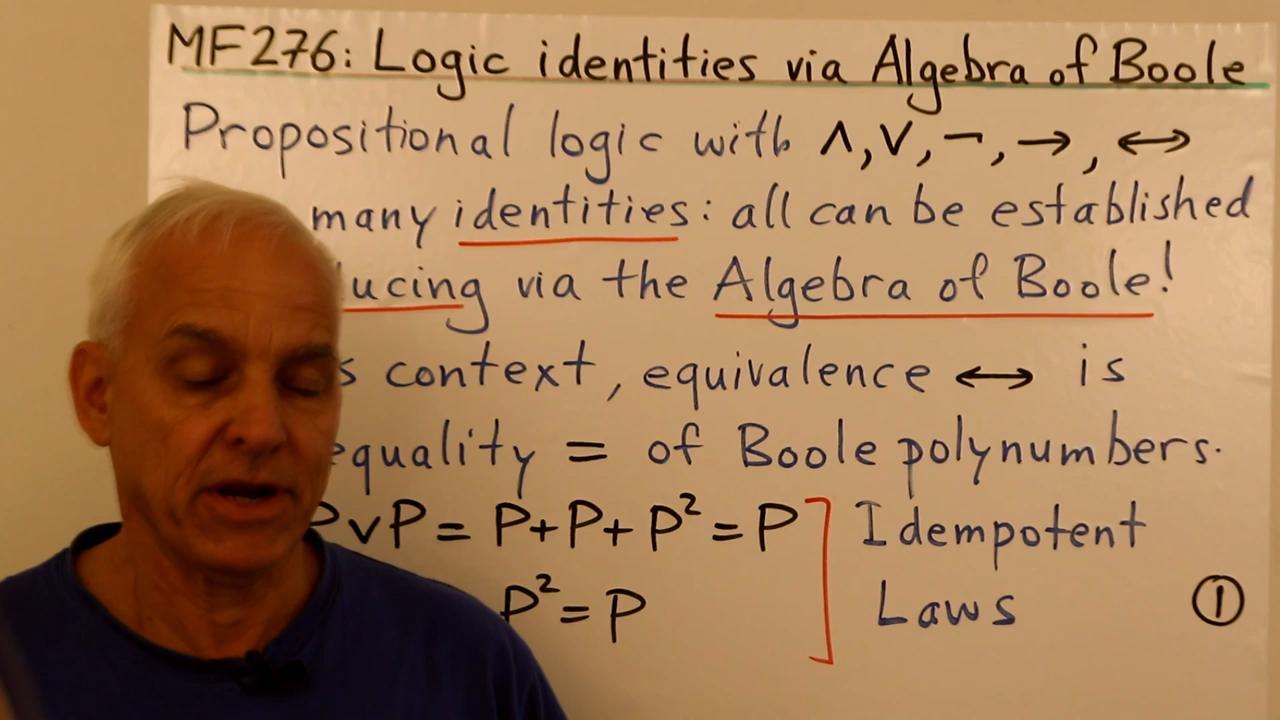 MF276: Logic identities via Algebra of Boole
Propositional logic with ∧, ∨, ¬, →, ↔
many identities: all can be established
ucing via the Algebra of Boole!
s context, equivalence ↔ is
equality = of Boole polynumbers.
P∨P = P+P+P² = P ] Idempotent
P² = P Laws ①